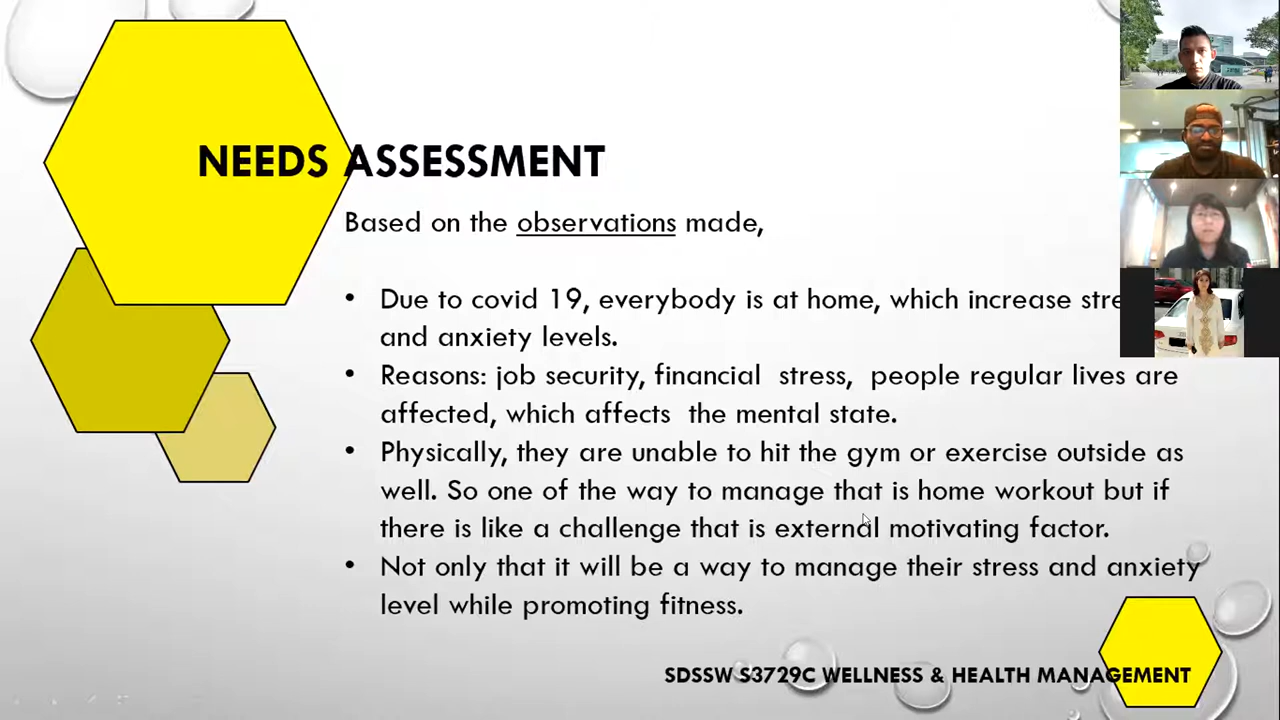 NEEDS ASSESSMENT
Based on the observations made,
• Due to covid 19, everybody is at home, which increase
and anxiety levels.
• Reasons: job security, financial stress, people regular lives are
affected, which affects the mental state.
• Physically, they are unable to hit the gym or exercise outside as
well. So one of the way to manage that is home workout but if
there is like a challenge that is external motivating factor.
• Not only that it will be a way to manage their stress and anxiety
level while promoting fitness.
SDSSW S3729C WELLNESS & HEALTH MANAGEMENT